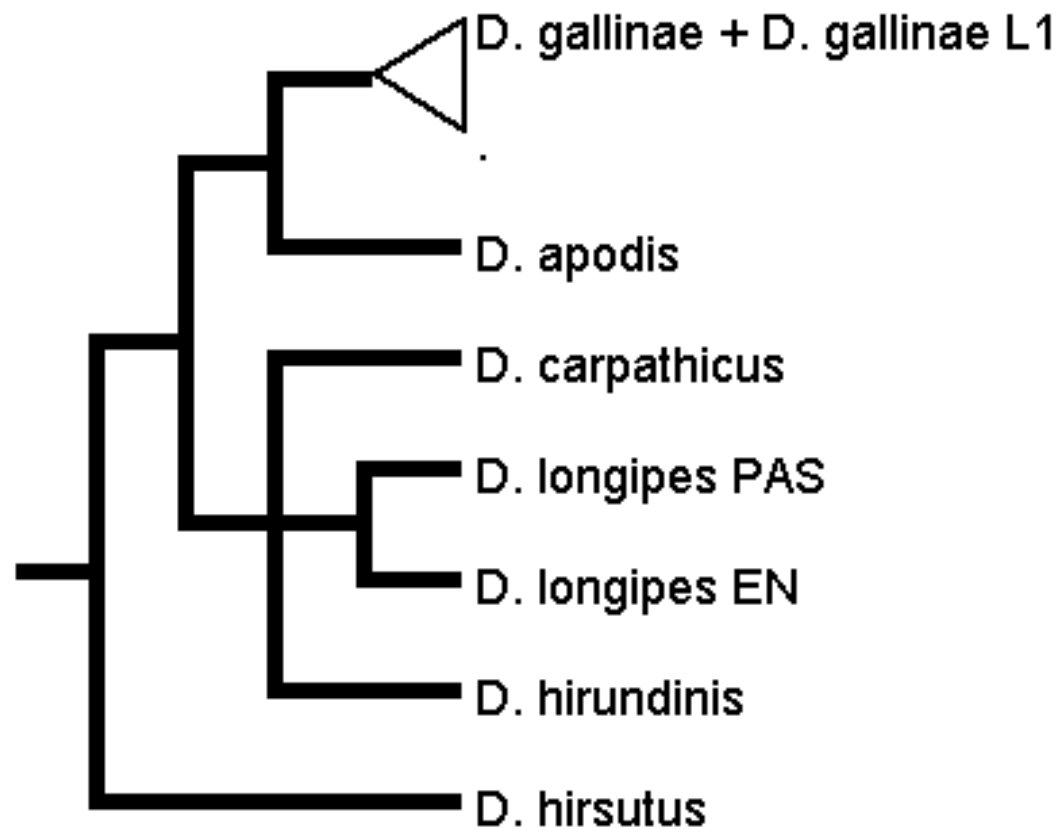 D. gallinae + D. gallinae L1
.
D. apodis
D. carpathicus
D. longipes PAS
D. longipes EN
D. hirundinis
D. hirsutus